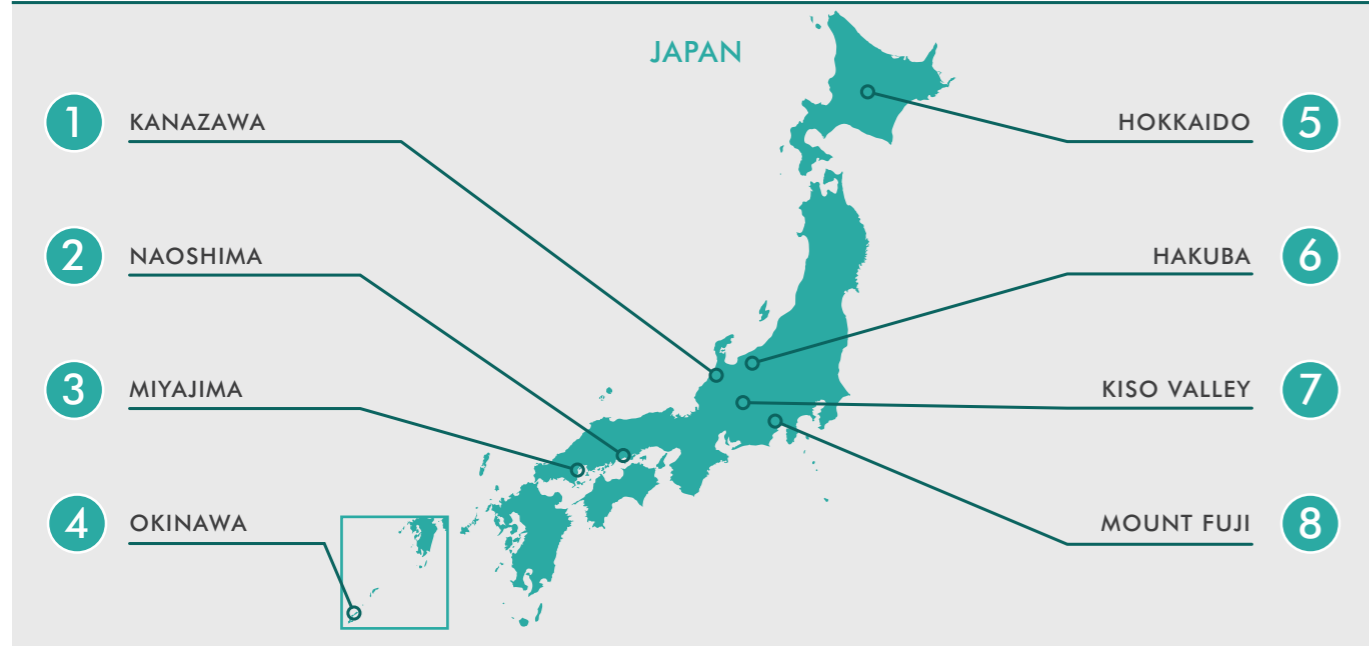 JAPAN
1 KANAZAWA
2 NAOSHIMA
3 MIYAJIMA
4 OKINAWA
HOKKAIDO 5
HAKUBA 6
KISO VALLEY 7
MOUNT FUJI 8